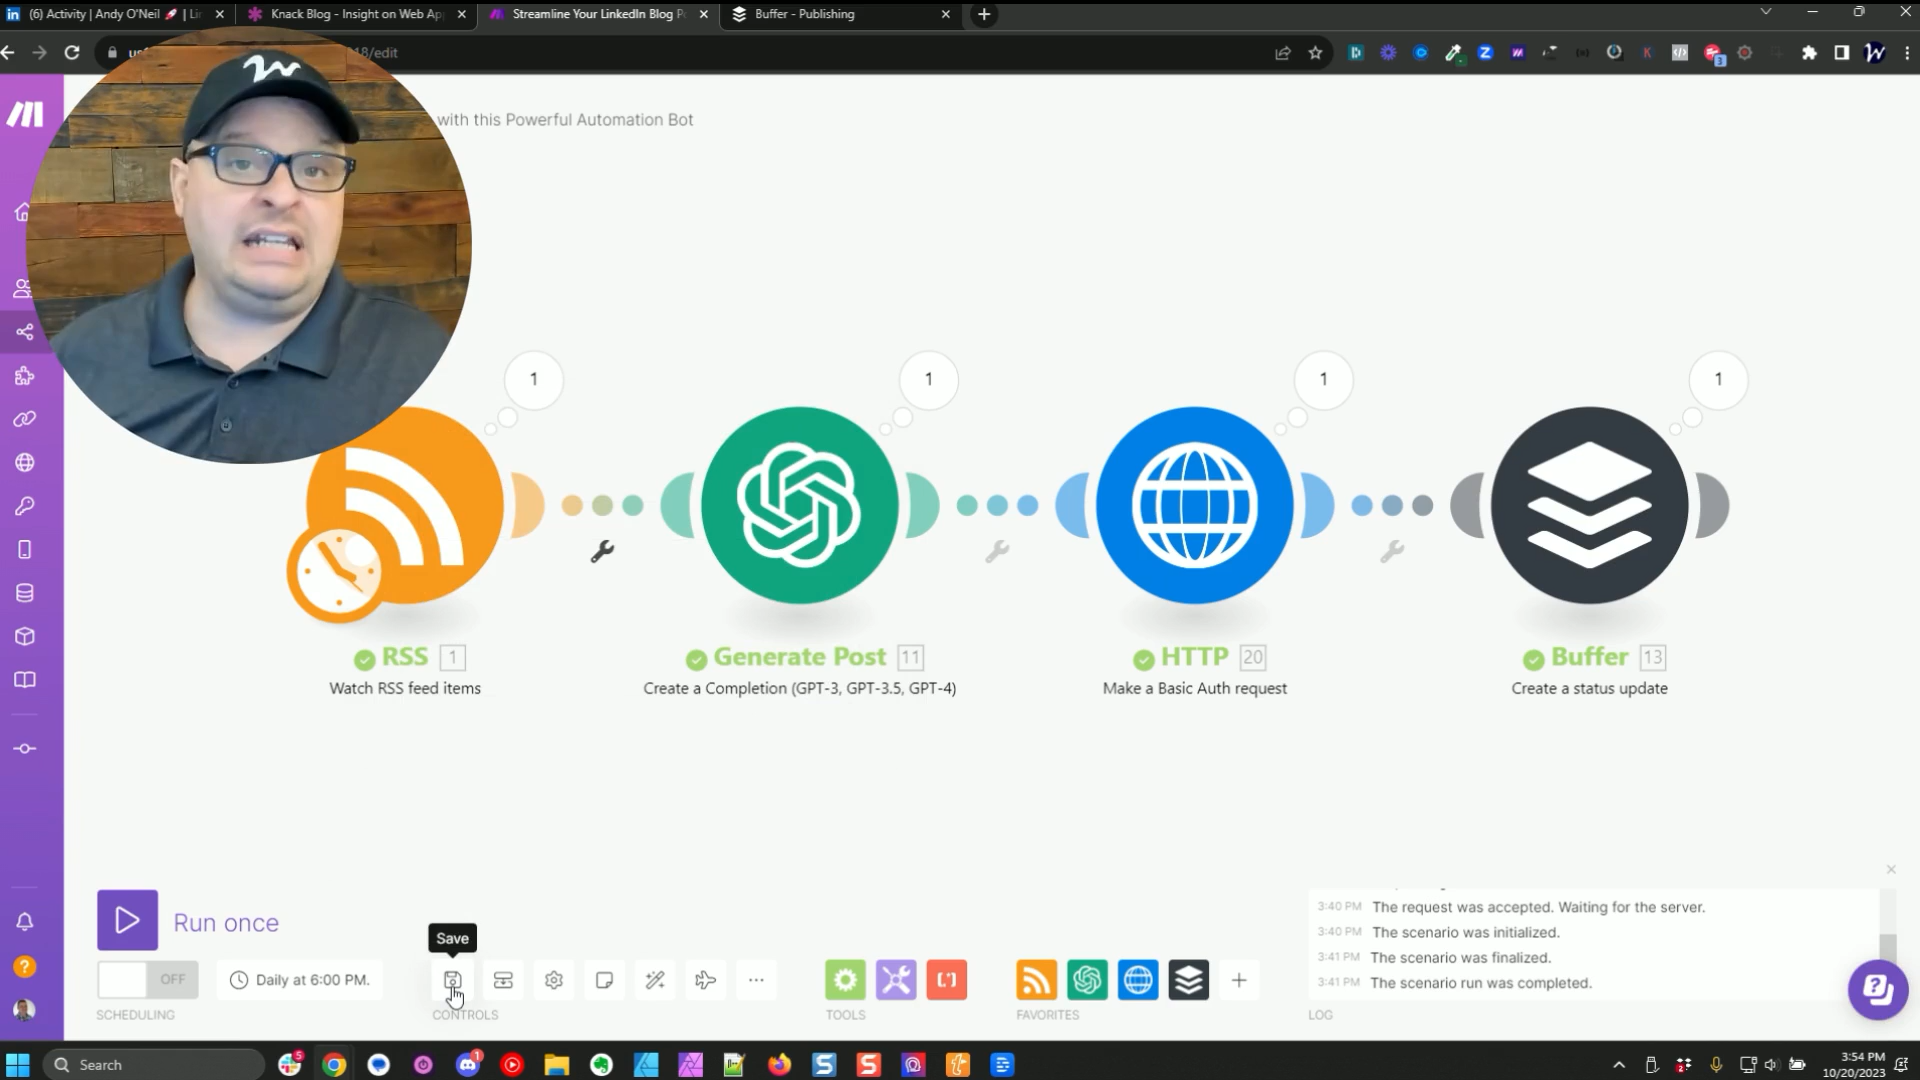 (6) Activity | Andy O'Neil 🚀 | Li
Knack Blog - Insight on Web Ap
Streamline Your LinkedIn Blog P
Buffer - Publishing
18/edit
with this Powerful Automation Bot
1
1
1
1
RSS 1
Watch RSS feed items
Generate Post 11
Create a Completion (GPT-3, GPT-3.5, GPT-4)
HTTP 20
Make a Basic Auth request
Buffer 13
Create a status update
Run once
Save
OFF
Daily at 6:00 PM.
SCHEDULING
CONTROLS
TOOLS
FAVORITES
LOG
3:40 PM The request was accepted. Waiting for the server.
3:40 PM The scenario was initialized.
3:41 PM The scenario was finalized.
3:41 PM The scenario run was completed.
Search
3:54 PM
10/20/2023